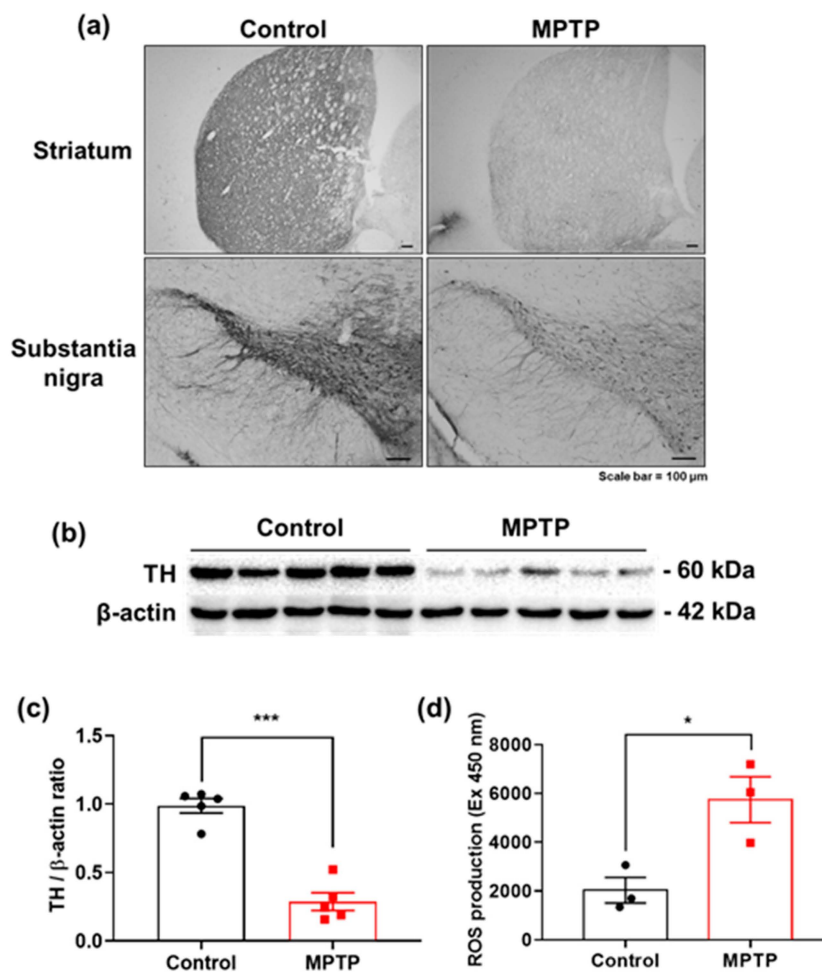 (a)
Control MPTP
Striatum
Substantia
nigra
Scale bar = 100 μm
(b)
Control MPTP
TH - 60 kDa
β-actin - 42 kDa
(c)
***
TH / β-actin ratio
1.5
1.0
0.5
0.0
Control MPTP
(d)
*
ROS production (Ex 450 nm)
8000
6000
4000
2000
0
Control MPTP